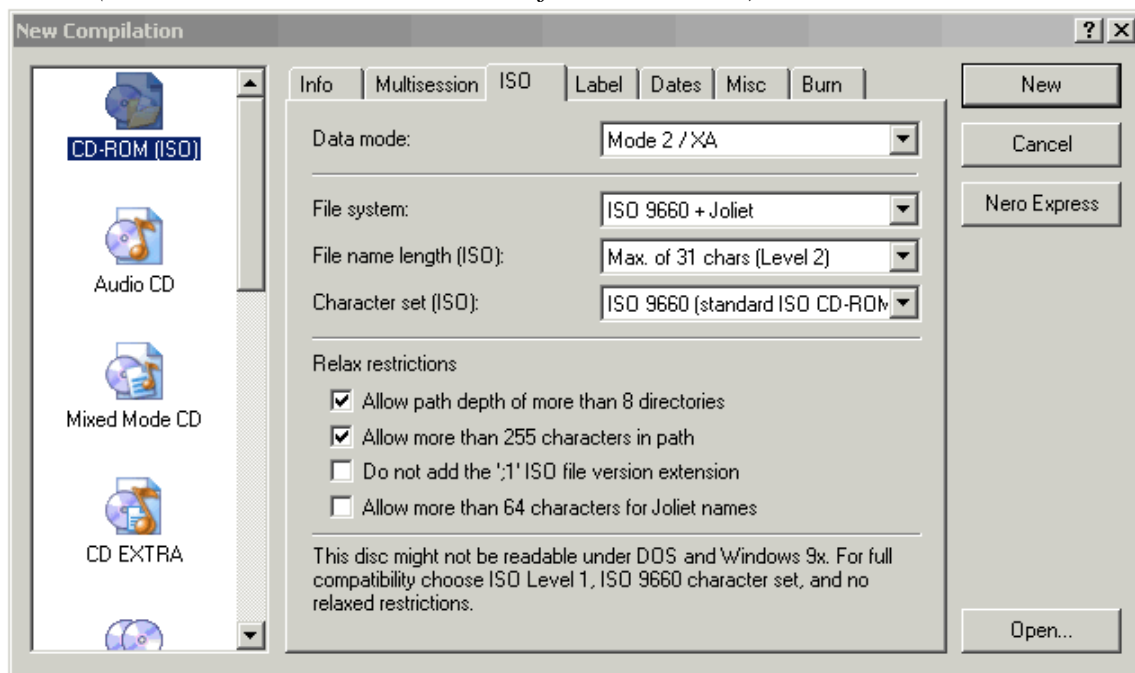 New Compilation
CD-ROM (ISO)
Audio CD
Mixed Mode CD
CD EXTRA
Info Multisession ISO Label Dates Misc Burn
Data mode: Mode 2 / XA
File system: ISO 9660 + Joliet
File name length (ISO): Max. of 31 chars (Level 2)
Character set (ISO): ISO 9660 (standard ISO CD-ROM
Relax restrictions
Allow path depth of more than 8 directories
Allow more than 255 characters in path
Do not add the ';1' ISO file version extension
Allow more than 64 characters for Joliet names
This disc might not be readable under DOS and Windows 9x. For full
compatibility choose ISO Level 1, ISO 9660 character set, and no
relaxed restrictions.
New
Cancel
Nero Express
Open...